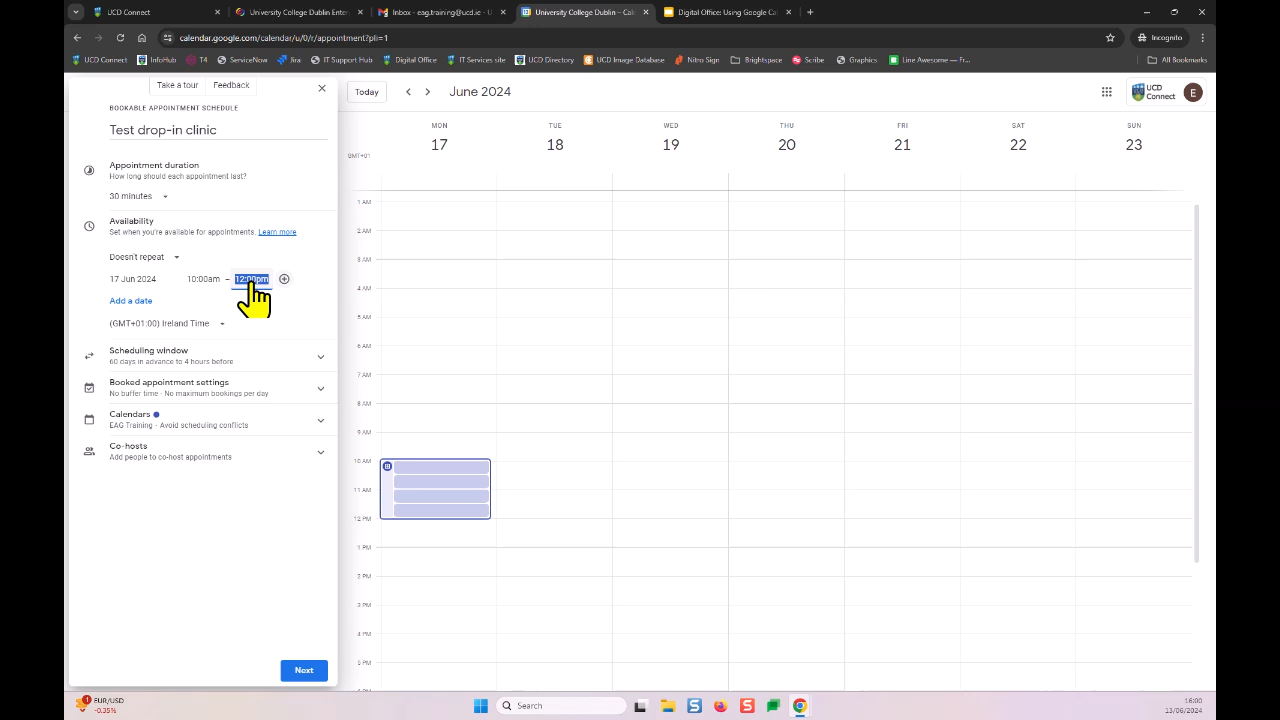 UCD Connect
University College Dublin Enter
Inbox - eag.training@ucd.ie - U
University College Dublin - Cale
Digital Office: Using Google Ca
calendar.google.com/calendar/u/0/r/appointment?pli=1
Incognito
UCD Connect
InfoHub
T4
ServiceNow
Jira
IT Support Hub
Digital Office
IT Services site
UCD Directory
UCD Image Database
Nitro Sign
Brightspace
Scribe
Graphics
Line Awesome — Fr...
All Bookmarks
Take a tour
Feedback
BOOKABLE APPOINTMENT SCHEDULE
Test drop-in clinic
Appointment duration
How long should each appointment last?
30 minutes
Availability
Set when you're available for appointments. Learn more
Doesn't repeat
17 Jun 2024 10:00am – 12:00pm
Add a date
(GMT+01:00) Ireland Time
Scheduling window
60 days in advance to 4 hours before
Booked appointment settings
No buffer time · No maximum bookings per day
Calendars
EAG Training · Avoid scheduling conflicts
Co-hosts
Add people to co-host appointments
Next
Today
June 2024
UCD
Connect
E
MON TUE WED THU FRI SAT SUN
17 18 19 20 21 22 23
GMT+01
1 AM
2 AM
3 AM
4 AM
5 AM
6 AM
7 AM
8 AM
9 AM
10 AM
11 AM
12 PM
1 PM
2 PM
3 PM
4 PM
5 PM
1
EUR/USD
-0.35%
Search
16:00
13/06/2024